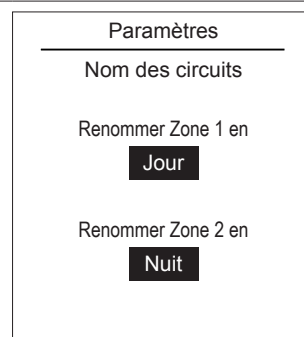 Paramètres
Nom des circuits
Renommer Zone 1 en
Jour
Renommer Zone 2 en
Nuit